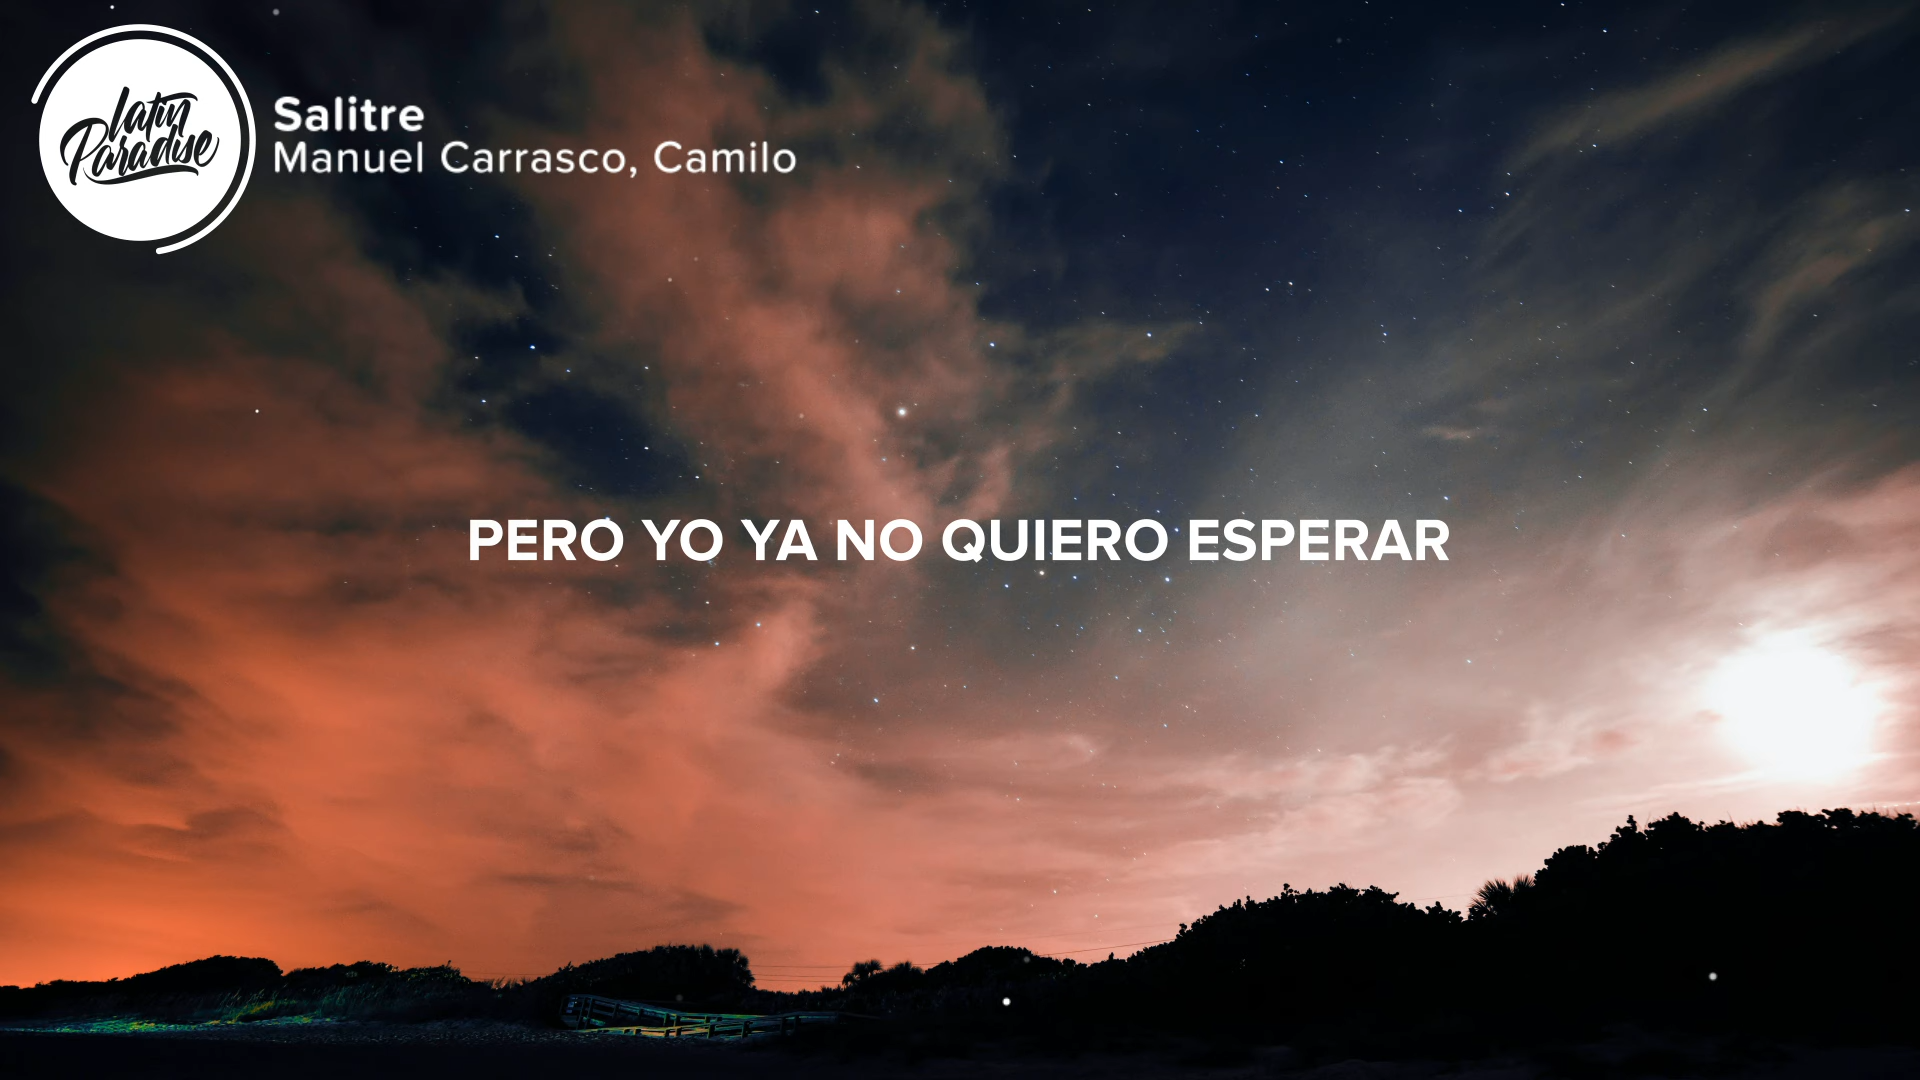 Latin
Paradise
Salitre
Manuel Carrasco, Camilo
PERO YO YA NO QUIERO ESPERAR